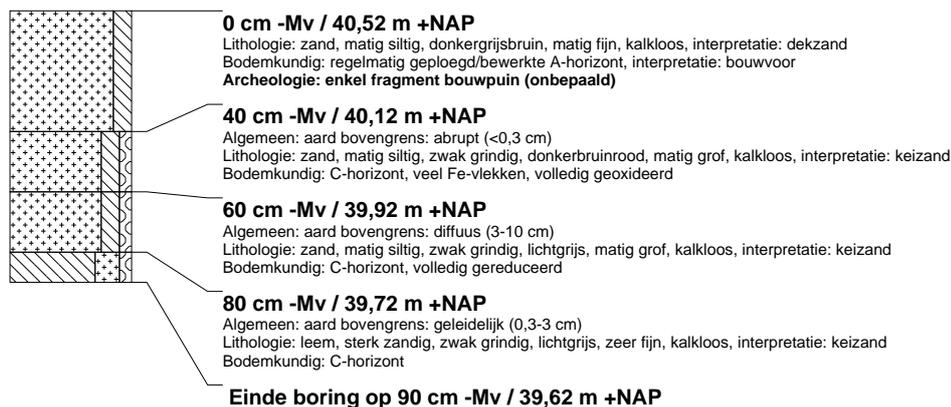 0 cm -Mv / 40,52 m +NAP
Lithologie: zand, matig siltig, donkergrijsbruin, matig fijn, kalkloos, interpretatie: dekzand
Bodemkundig: regelmatig geploegd/bewerkte A-horizont, interpretatie: bouwvoor
Archeologie: enkel fragment bouwpuin (onbepaald)
40 cm -Mv / 40,12 m +NAP
Algemeen: aard bovengrens: abrupt (<0,3 cm)
Lithologie: zand, matig siltig, zwak grindig, donkerbruinrood, matig grof, kalkloos, interpretatie: keizand
Bodemkundig: C-horizont, veel Fe-vlekken, volledig geoxideerd
60 cm -Mv / 39,92 m +NAP
Algemeen: aard bovengrens: diffuus (3-10 cm)
Lithologie: zand, matig siltig, zwak grindig, lichtgrijs, matig grof, kalkloos, interpretatie: keizand
Bodemkundig: C-horizont, volledig gereduceerd
80 cm -Mv / 39,72 m +NAP
Algemeen: aard bovengrens: geleidelijk (0,3-3 cm)
Lithologie: leem, sterk zandig, zwak grindig, lichtgrijs, zeer fijn, kalkloos, interpretatie: keizand
Bodemkundig: C-horizont
Einde boring op 90 cm -Mv / 39,62 m +NAP